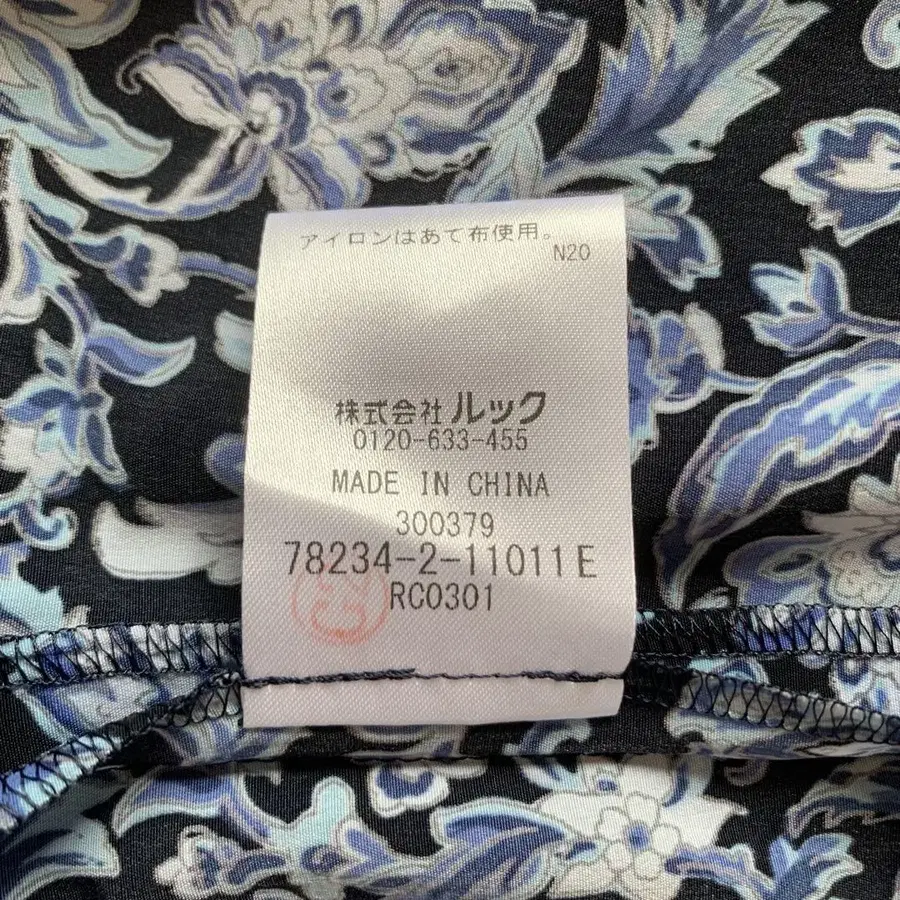 アイロンはあて布使用。
N20
株式会社 ルック
0120-633-455
MADE IN CHINA
300379
78234-2-11011E
RC0301